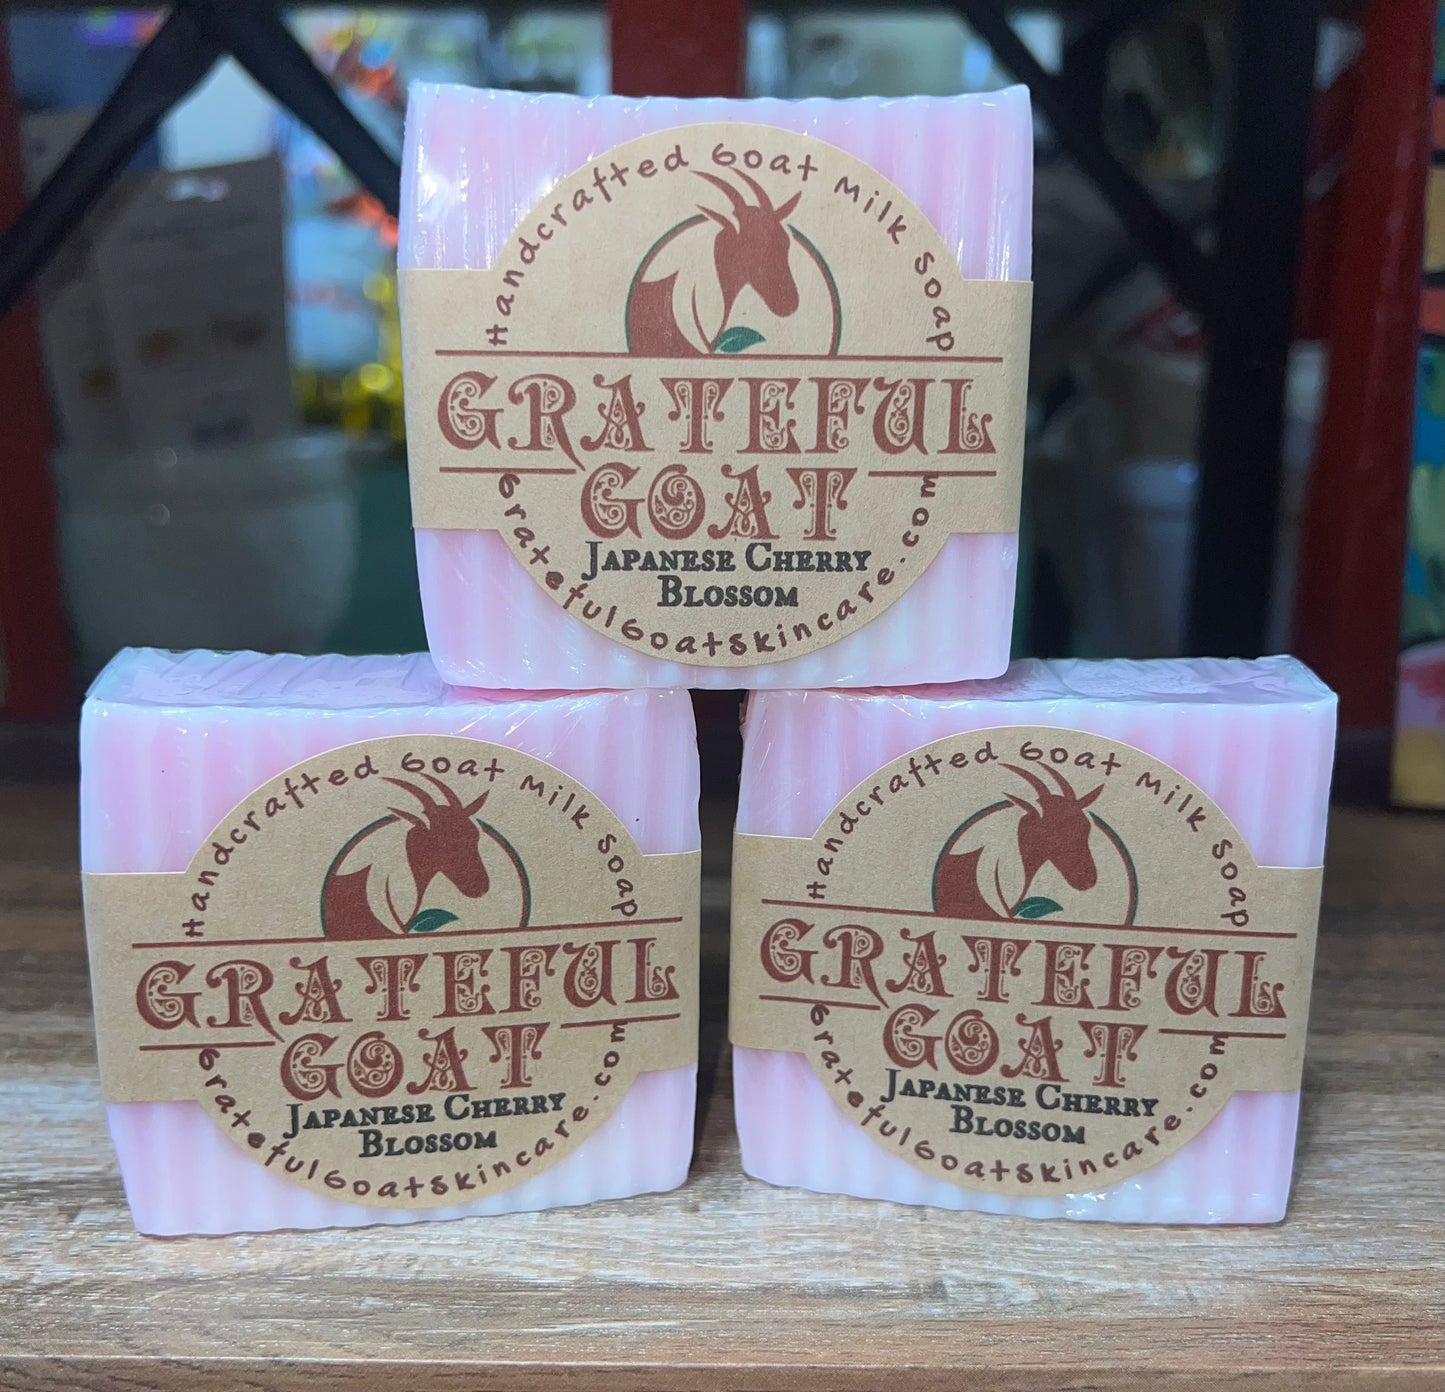 Handcrafted Goat Milk Soap
GRATEFUL
GOAT
JAPANESE CHERRY
BLOSSOM
GratefulGoatSkincare.com
Handcrafted Goat Milk Soap
GRATEFUL
GOAT
JAPANESE CHERRY
BLOSSOM
GratefulGoatSkincare.com
Handcrafted Goat Milk Soap
GRATEFUL
GOAT
JAPANESE CHERRY
BLOSSOM
GratefulGoatSkincare.com